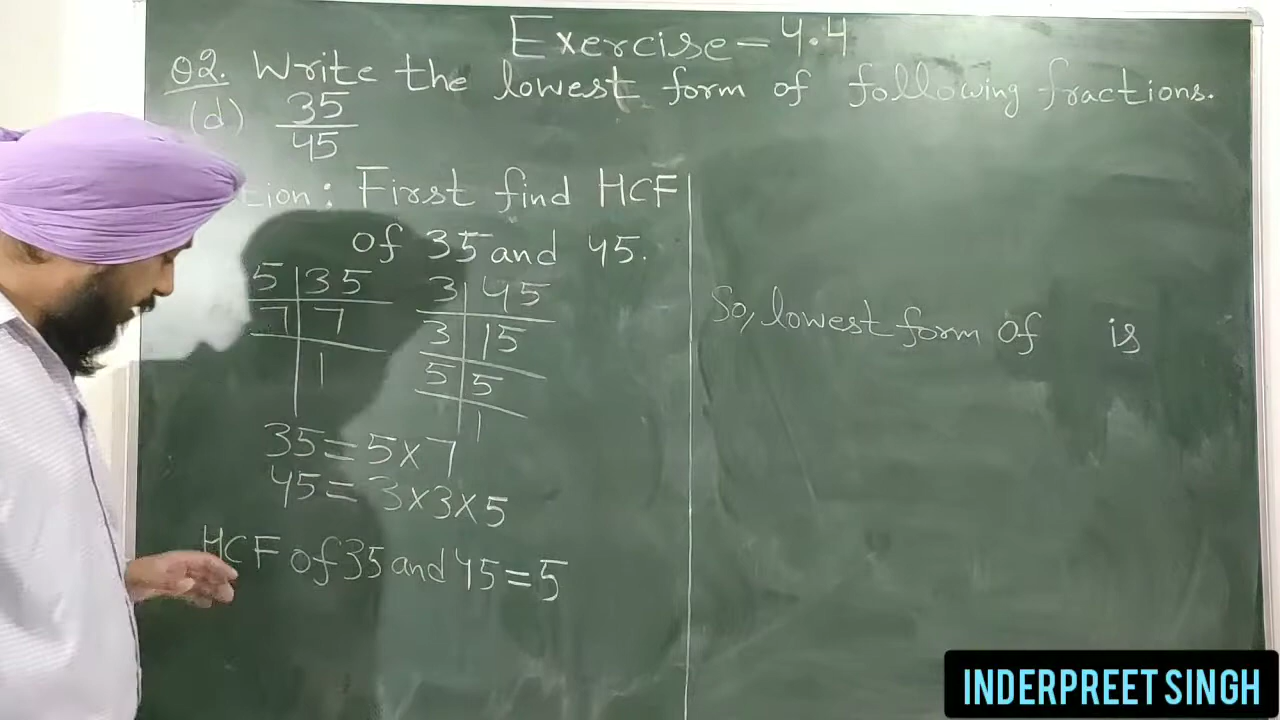 Exercise-4.4
Q2. Write the lowest form of following fractions.
(d) 35
45
tion: First find HCF
of 35 and 45.
5 | 35
7 | 7
1
3 | 45
3 | 15
5 | 5
1
35=5×7
45=3×3×5
HCF of 35 and 45=5
So, lowest form of is
INDERPREET SINGH